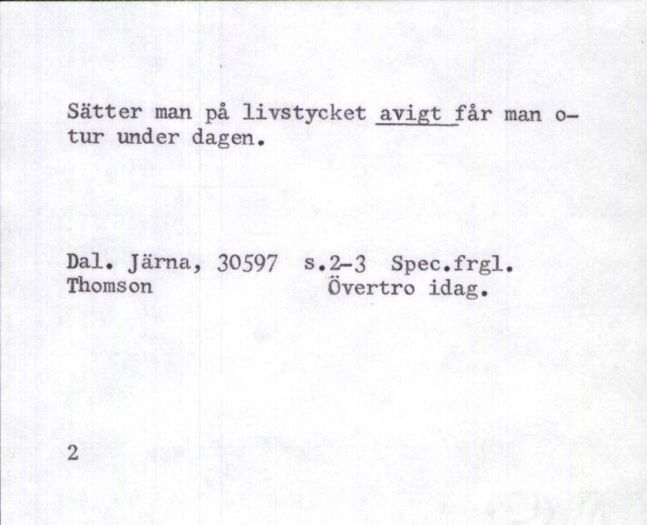 Sätter man på livstycket avigt får man o-
tur under dagen.
Dal. Järna, 30597 s.2-3 Spec.frgl.
Thomson Övertro idag.
2